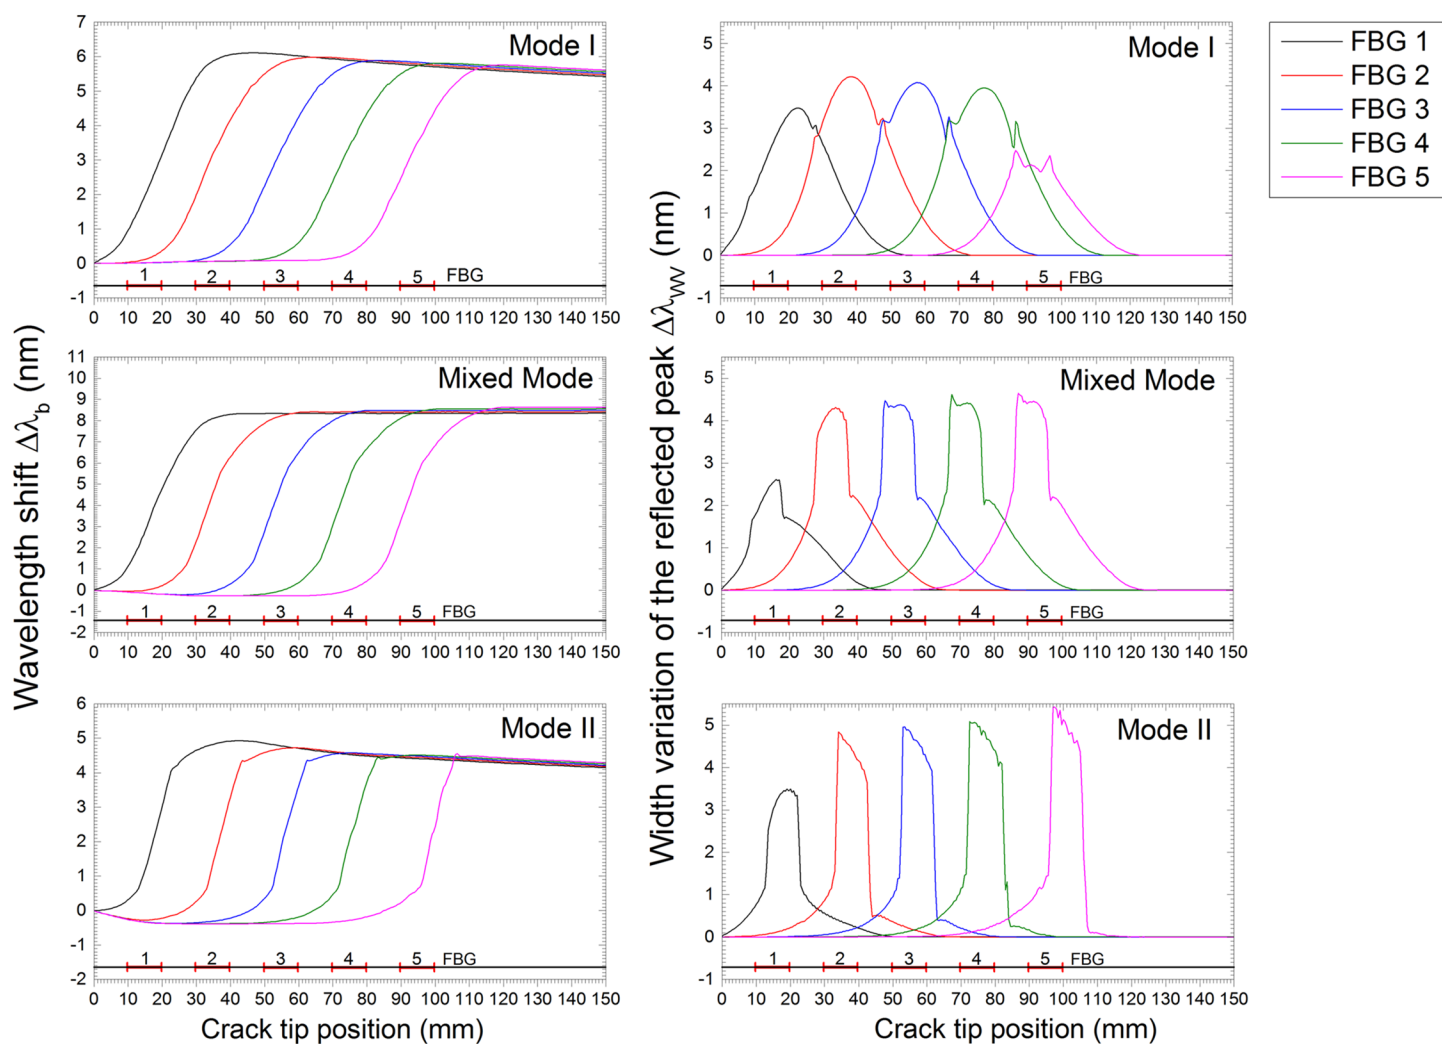 Wavelength shift Δλb (nm)
7
6
5
4
3
2
1
0
-1
Mode I
1 2 3 4 5 FBG
0 10 20 30 40 50 60 70 80 90 100 110 120 130 140 150
11
10
9
8
7
6
5
4
3
2
1
0
-1
-2
Mixed Mode
1 2 3 4 5 FBG
0 10 20 30 40 50 60 70 80 90 100 110 120 130 140 150
6
5
4
3
2
1
0
-1
-2
Mode II
1 2 3 4 5 FBG
0 10 20 30 40 50 60 70 80 90 100 110 120 130 140 150
Crack tip position (mm)
Width variation of the reflected peak ΔλWV (nm)
5
4
3
2
1
0
-1
Mode I
1 2 3 4 5 FBG
0 10 20 30 40 50 60 70 80 90 100 110 120 130 140 150
5
4
3
2
1
0
-1
Mixed Mode
1 2 3 4 5 FBG
0 10 20 30 40 50 60 70 80 90 100 110 120 130 140 150
5
4
3
2
1
0
-1
Mode II
1 2 3 4 5 FBG
0 10 20 30 40 50 60 70 80 90 100 110 120 130 140 150
Crack tip position (mm)
FBG 1
FBG 2
FBG 3
FBG 4
FBG 5